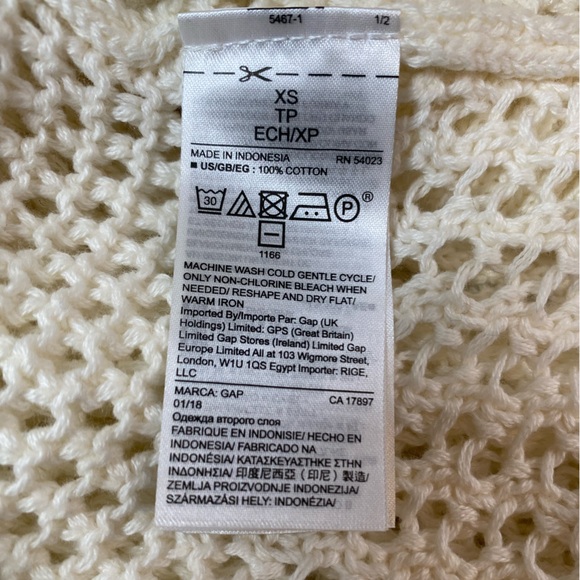 5467-1 1/2
XS
TP
ECH/XP
MADE IN INDONESIA RN 54023
■ US/GB/EG : 100% COTTON
30 P ®
1166
MACHINE WASH COLD GENTLE CYCLE/
ONLY NON-CHLORINE BLEACH WHEN
NEEDED/ RESHAPE AND DRY FLAT/
WARM IRON
Imported By/Importe Par: Gap (UK
Holdings) Limited: GPS (Great Britain)
Limited Gap Stores (Ireland) Limited Gap
Europe Limited All at 103 Wigmore Street,
London, W1U 1QS Egypt Importer: RIGE,
LLC
MARCA: GAP CA 17897
01/18
Одежда второго слоя
FABRIQUE EN INDONISIE/ HECHO EN
INDONESIA/ FABRICADO NA
INDONÉSIA/ ΚΑΤΑΣΚΕΥΑΣΤΗΚΕ ΣΤΗΝ
ΙΝΔΟΝΗΣΙΑ/ 印度尼西亞（印尼）製造/
ZEMLJA PROIZVODNJE INDONEZIJA/
SZÁRMAZÁSI HELY: INDONÉZIA/